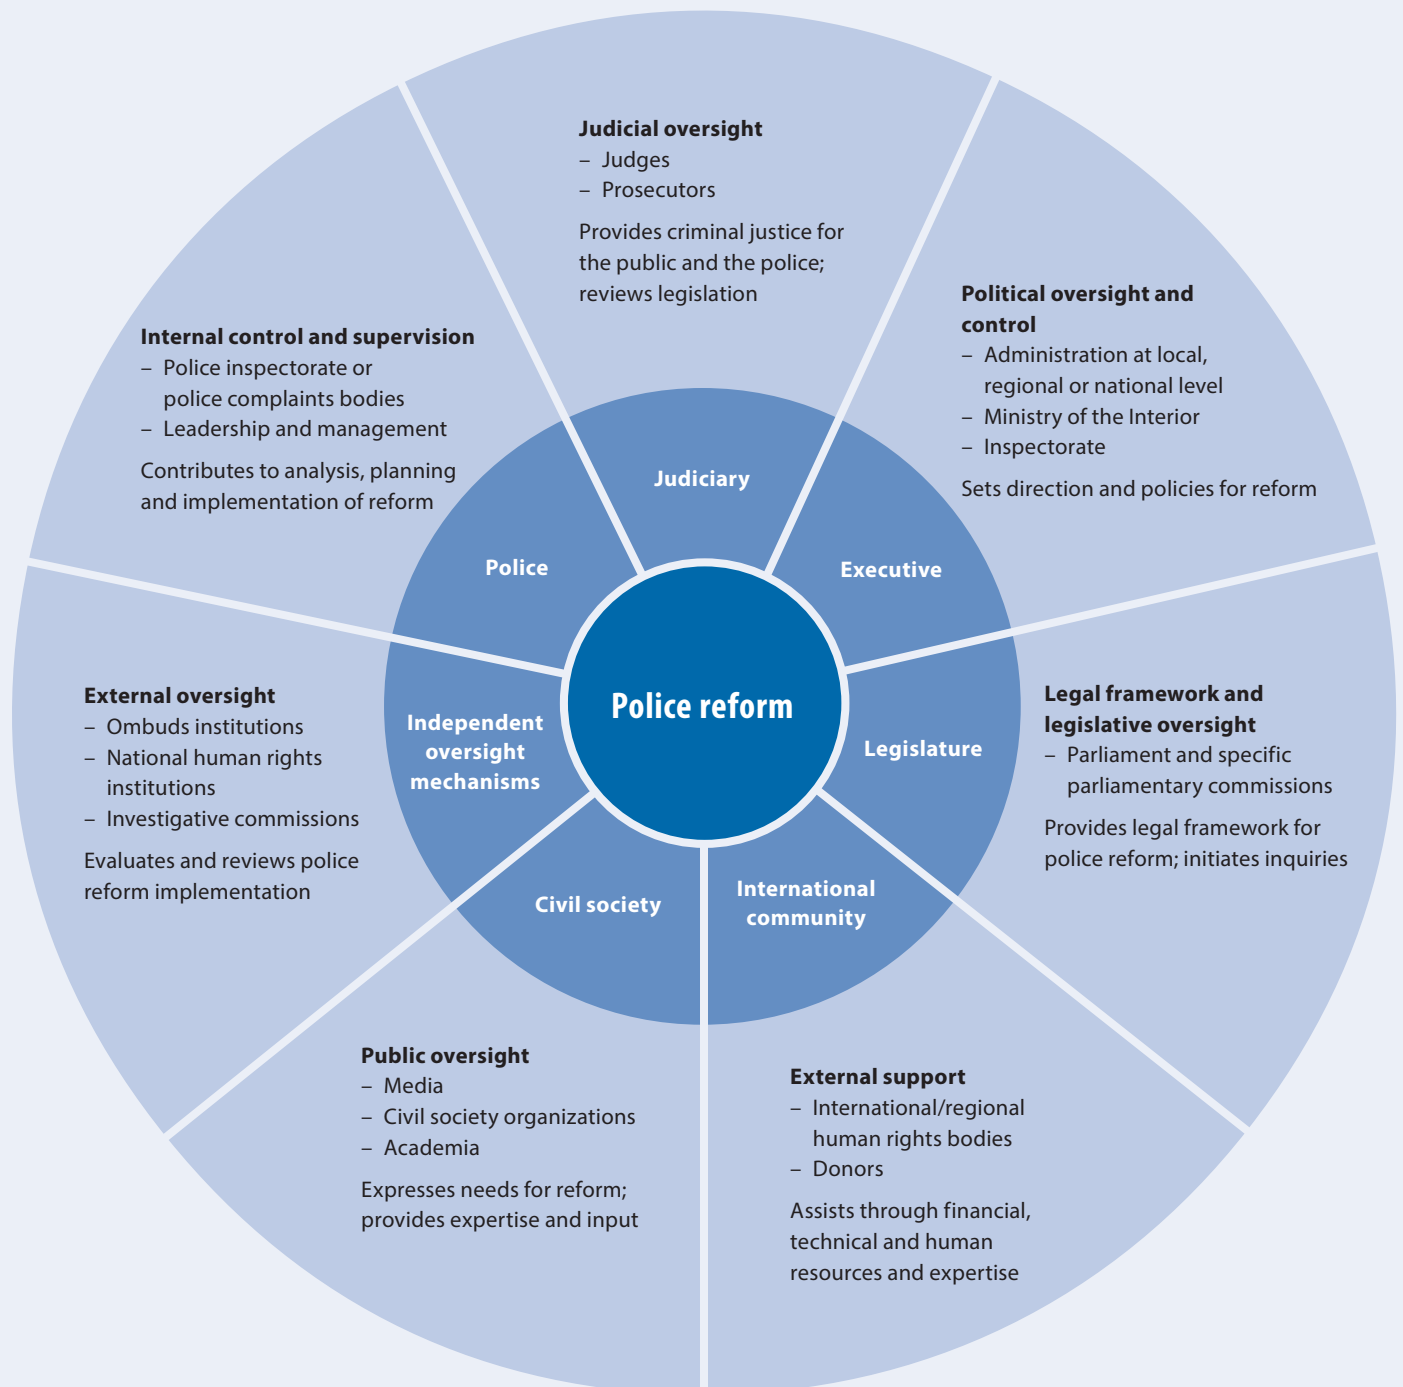 Judicial oversight
– Judges
– Prosecutors
Provides criminal justice for
the public and the police;
reviews legislation
Political oversight and
control
– Administration at local,
regional or national level
– Ministry of the Interior
– Inspectorate
Sets direction and policies for reform
Legal framework and
legislative oversight
– Parliament and specific
parliamentary commissions
Provides legal framework for
police reform; initiates inquiries
External support
– International/regional
human rights bodies
– Donors
Assists through financial,
technical and human
resources and expertise
Public oversight
– Media
– Civil society organizations
– Academia
Expresses needs for reform;
provides expertise and input
External oversight
– Ombuds institutions
– National human rights
institutions
– Investigative commissions
Evaluates and reviews police
reform implementation
Internal control and supervision
– Police inspectorate or
police complaints bodies
– Leadership and management
Contributes to analysis, planning
and implementation of reform
Judiciary
Executive
Legislature
International
community
Civil society
Independent
oversight
mechanisms
Police
Police reform